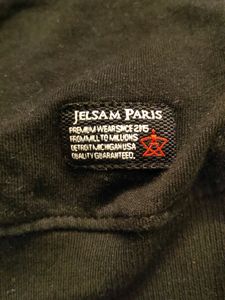 JELSAM PARIS
PREMIUM WEAR SINCE 2015
FROM MILL TO MILLIONS
DETROIT MICHIGAN USA
QUALITY GUARANTEED.